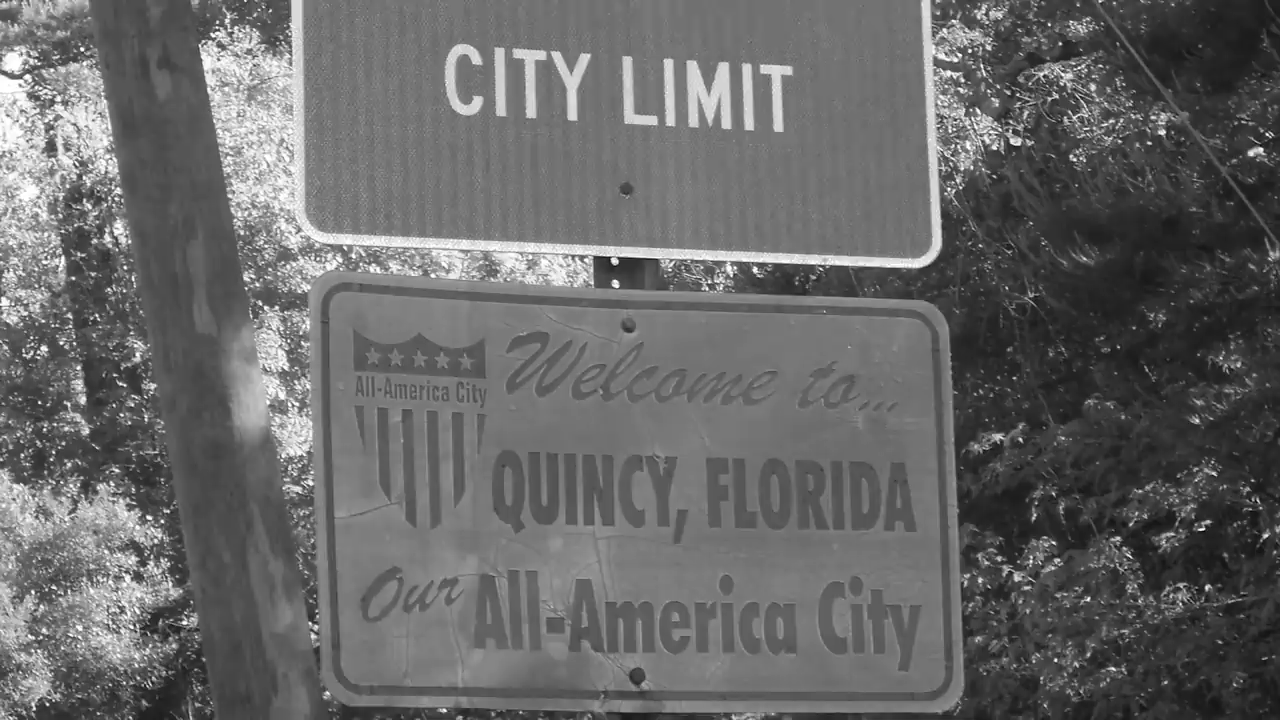 CITY LIMIT
All-America City
Welcome to...
QUINCY, FLORIDA
Our All-America City